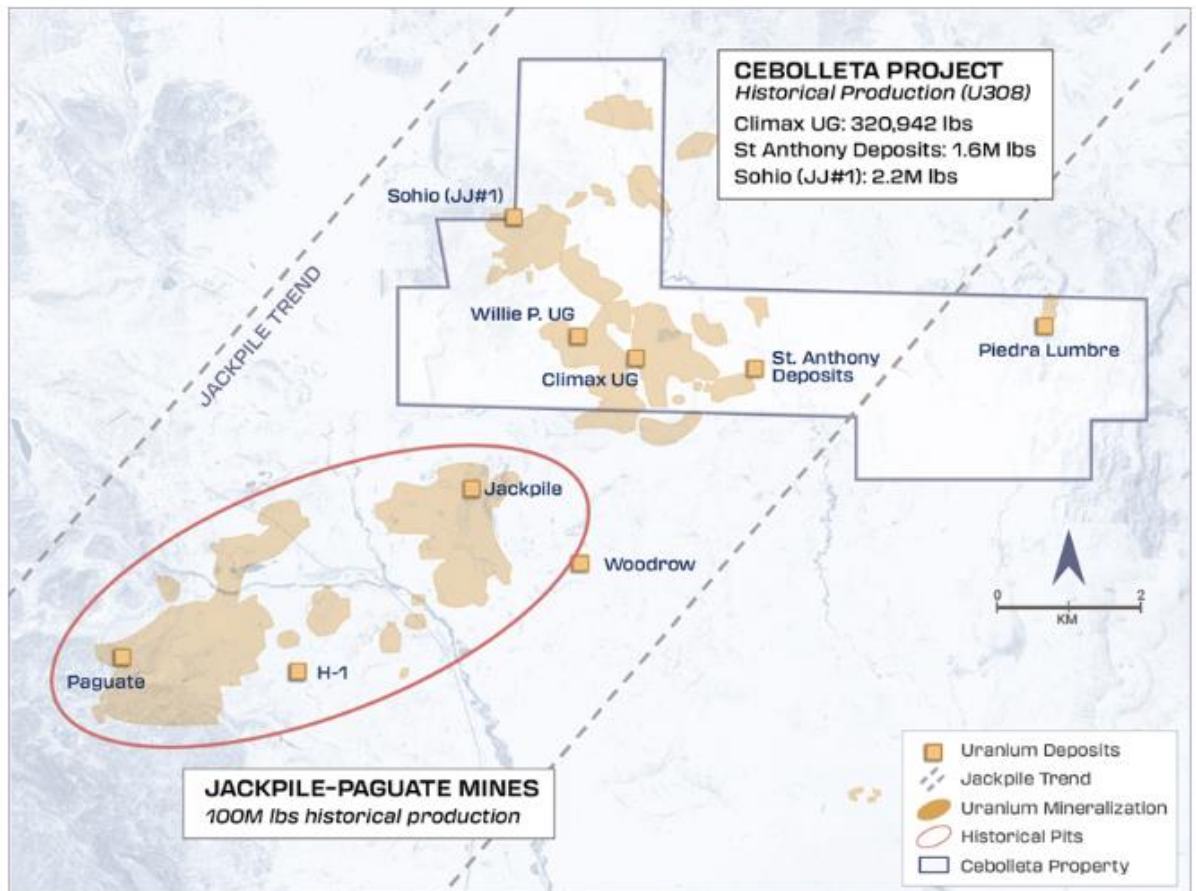 CEBOLLETA PROJECT
Historical Production (U308)
Climax UG: 320,942 lbs
St Anthony Deposits: 1.6M lbs
Sohio (JJ#1): 2.2M lbs
Sohio (JJ#1)
JACKPILE TREND
Willie P. UG
Climax UG
St. Anthony
Deposits
Piedra Lumbre
Jackpile
Woodrow
Paguate
H-1
0 2
KM
JACKPILE-PAGUATE MINES
100M lbs historical production
Uranium Deposits
Jackpile Trend
Uranium Mineralization
Historical Pits
Cebolleta Property